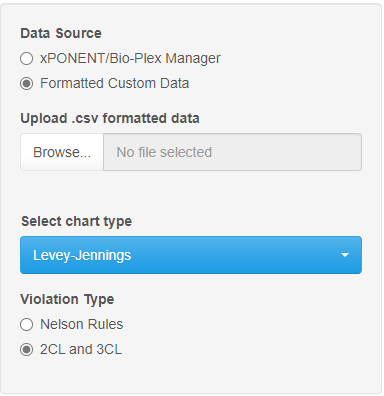 Data Source
xPONENT/Bio-Plex Manager
Formatted Custom Data
Upload .csv formatted data
Browse... No file selected
Select chart type
Levey-Jennings
Violation Type
Nelson Rules
2CL and 3CL